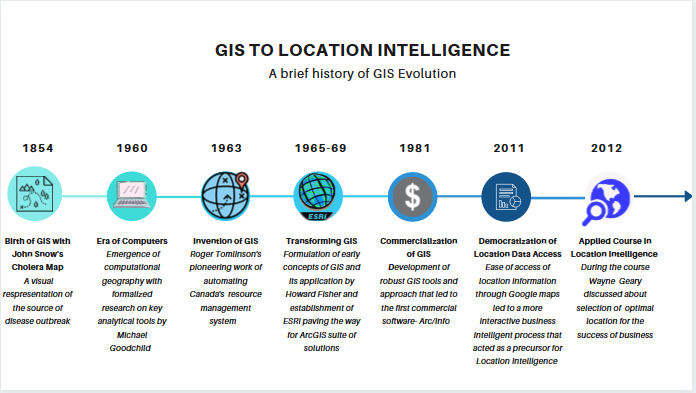 GIS TO LOCATION INTELLIGENCE
A brief history of GIS Evolution
1854
Birth of GIS with
John Snow's
Cholera Map
A visual
respresentation of
the source of
disease outbreak
1960
Era of Computers
Emergence of
computational
geography with
formalized
research on key
analytical tools by
Michael
Goodchild
1963
Invention of GIS
Roger Tomlinson's
pioneering work of
automating
Canada's resource
management
system
1965-69
ESRI
Transforming GIS
Formulation of early
concepts of GIS and
its application by
Howard Fisher and
establishment of
ESRI paving the way
for ArcGIS suite of
solutions
1981
$
Commercialization
of GIS
Development of
robust GIS tools and
approach that led to
the first commercial
software- Arc/Info
2011
Democratization of
Location Data Access
Ease of access of
location information
through Google maps
led to a more
interactive business
intelligent process that
acted as a precursor for
Location Intelligence
2012
Applied Course in
Location Intelligence
During the course
Wayne Geary
discussed about
selection of optimal
location for the
success of business